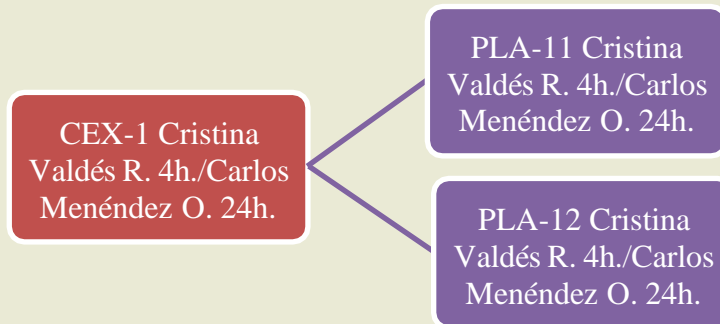 CEX-1 Cristina
Valdés R. 4h./Carlos
Menéndez O. 24h.
PLA-11 Cristina
Valdés R. 4h./Carlos
Menéndez O. 24h.
PLA-12 Cristina
Valdés R. 4h./Carlos
Menéndez O. 24h.